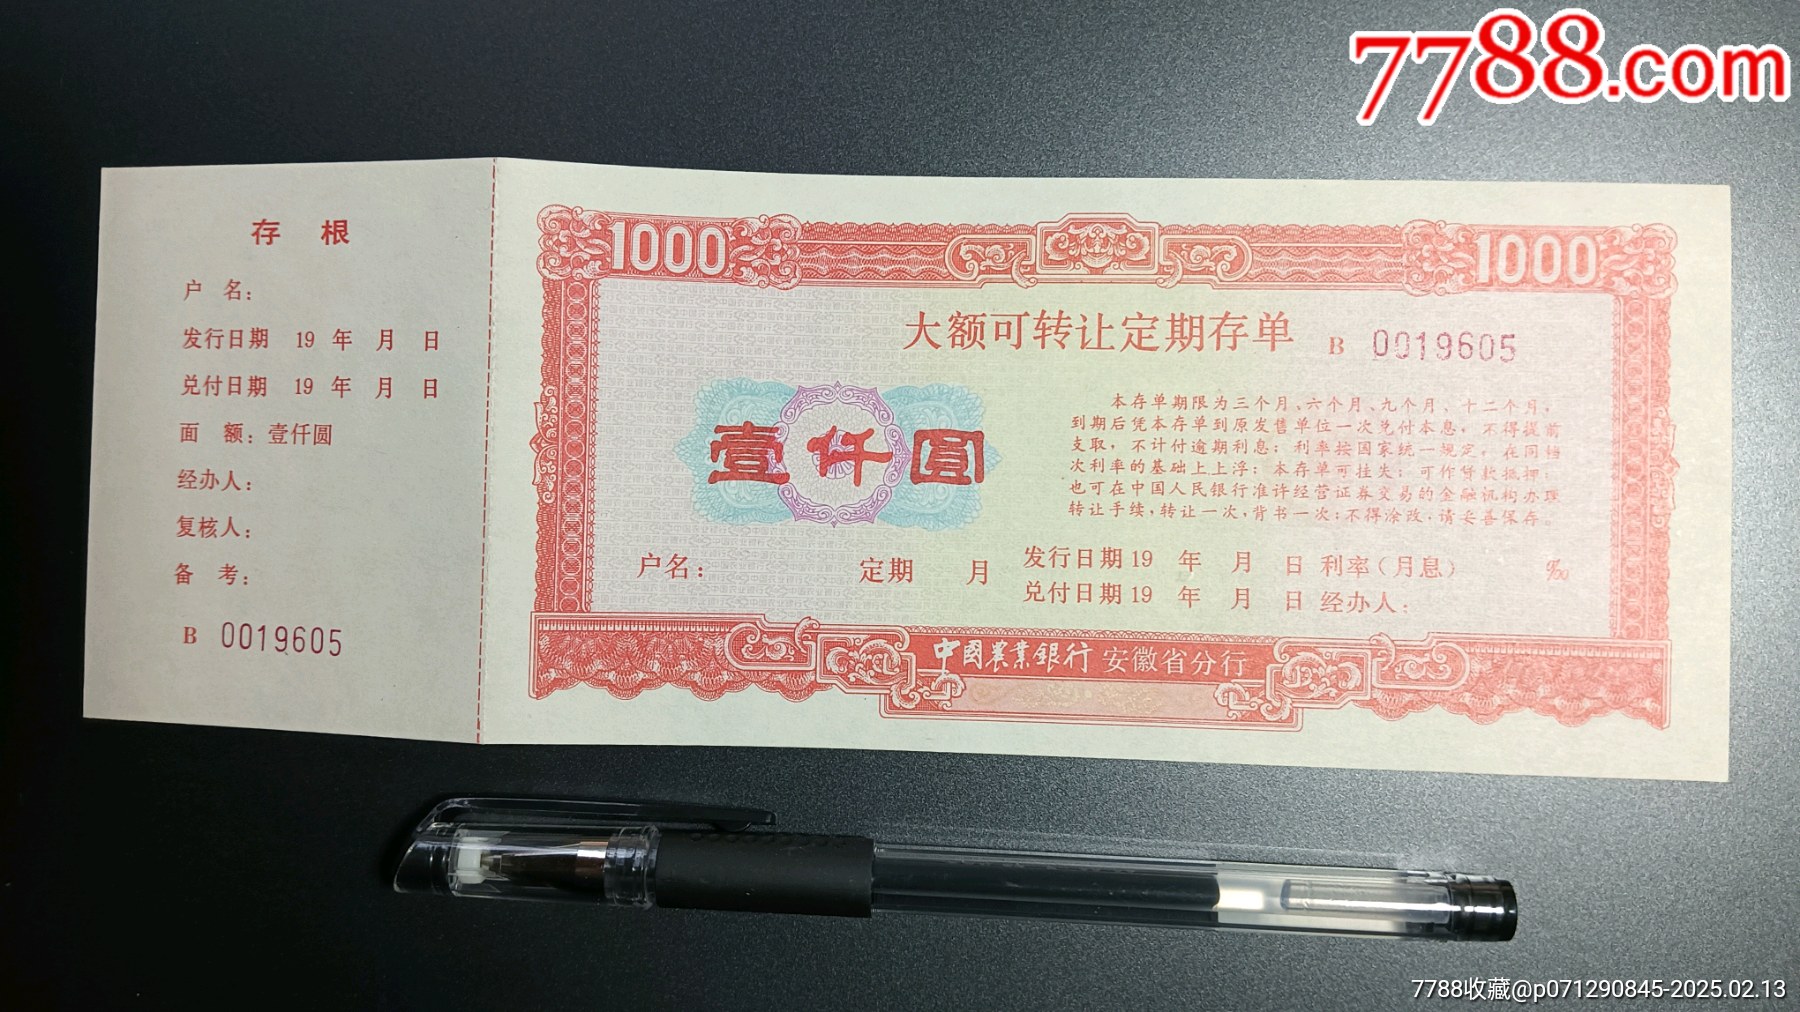 7788.com
存 根
户 名：
发行日期 19 年 月 日
兑付日期 19 年 月 日
面 额：壹仟圆
经办人：
复核人：
备 考：
B 0019605
1000 1000
大额可转让定期存单 B 0019605
壹仟圆
本存单期限为三个月、六个月、九个月、十二个月，
到期后凭本存单到原发售单位一次兑付本息，不得提前
支取，不计付逾期利息；利率按国家统一规定，在同档
次利率的基础上上浮；本存单可挂失；可作贷款抵押；
也可在中国人民银行准许经营证券交易的金融机构办理
转让手续，转让一次，背书一次；不得涂改，请妥善保存。
户名： 定期 月 发行日期19 年 月 日 利率（月息） ‰
兑付日期19 年 月 日 经办人：
中國農業銀行 安徽省分行
7788收藏@p071290845-2025.02.13